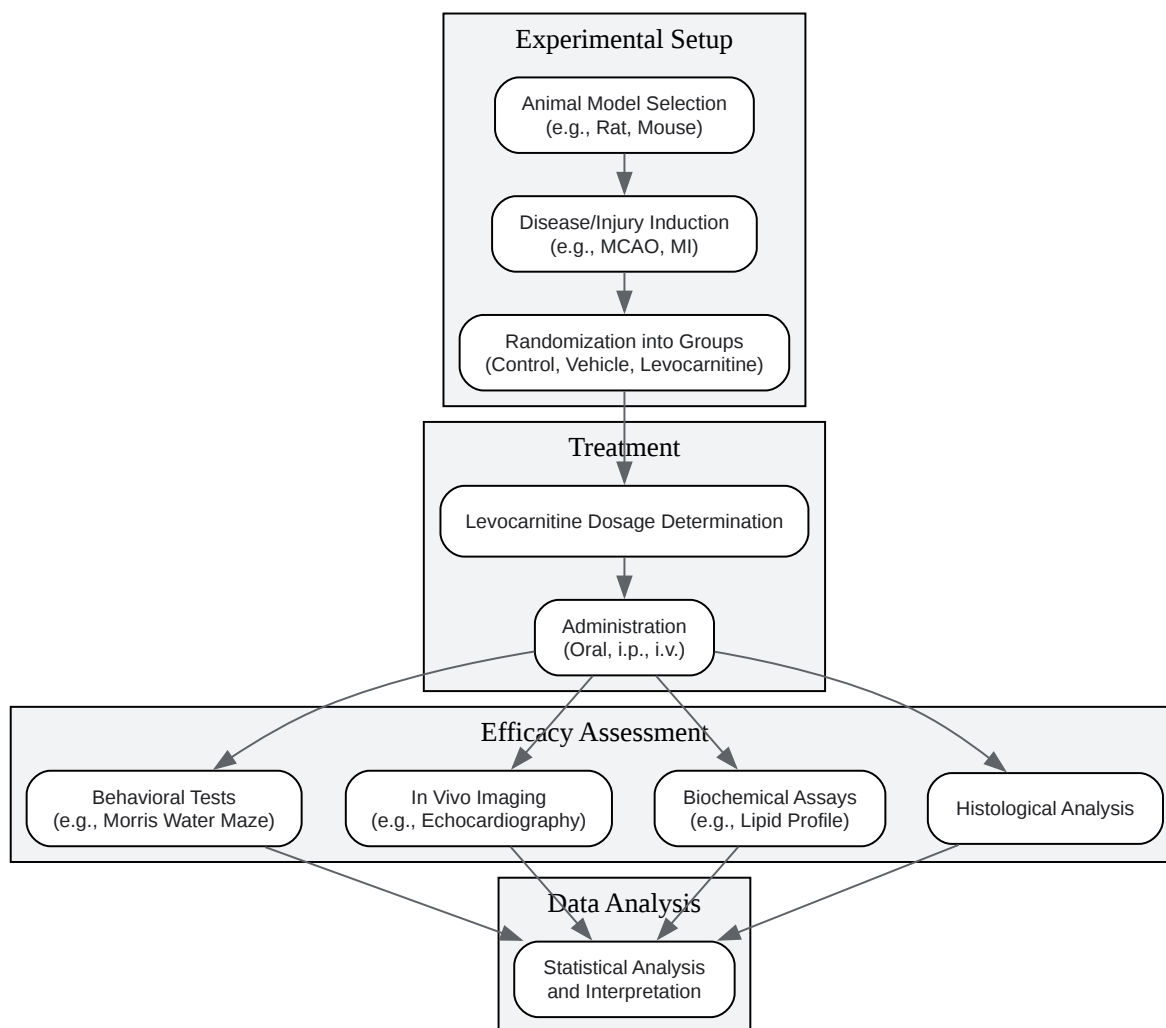 Experimental Setup
Animal Model Selection
(e.g., Rat, Mouse)
Disease/Injury Induction
(e.g., MCAO, MI)
Randomization into Groups
(Control, Vehicle, Levocarnitine)
Treatment
Levocarnitine Dosage Determination
Administration
(Oral, i.p., i.v.)
Efficacy Assessment
Behavioral Tests
(e.g., Morris Water Maze)
In Vivo Imaging
(e.g., Echocardiography)
Biochemical Assays
(e.g., Lipid Profile)
Histological Analysis
Data Analysis
Statistical Analysis
and Interpretation